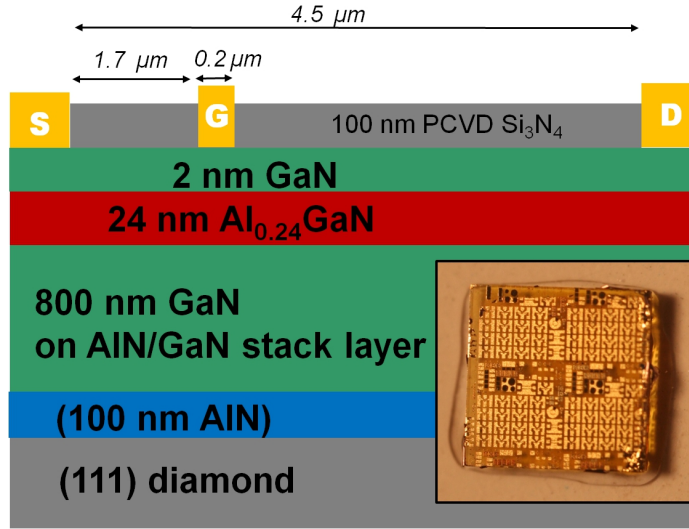 4.5 µm
1.7 µm 0.2 µm
S G D
100 nm PCVD Si₃N₄
2 nm GaN
24 nm Al₀.₂₄GaN
800 nm GaN
on AlN/GaN stack layer
(100 nm AlN)
(111) diamond